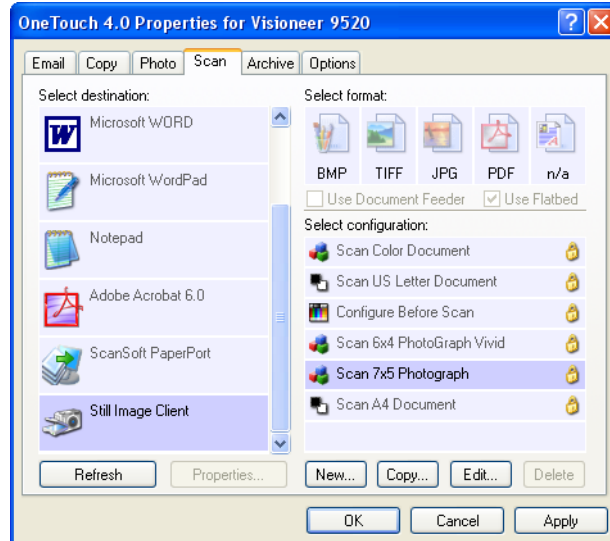 OneTouch 4.0 Properties for Visioneer 9520
Email Copy Photo Scan Archive Options
Select destination:
Microsoft WORD
Microsoft WordPad
Notepad
Adobe Acrobat 6.0
ScanSoft PaperPort
Still Image Client
Refresh Properties...
Select format:
BMP TIFF JPG PDF n/a
Use Document Feeder Use Flatbed
Select configuration:
Scan Color Document
Scan US Letter Document
Configure Before Scan
Scan 6x4 PhotoGraph Vivid
Scan 7x5 Photograph
Scan A4 Document
New... Copy... Edit... Delete
OK Cancel Apply